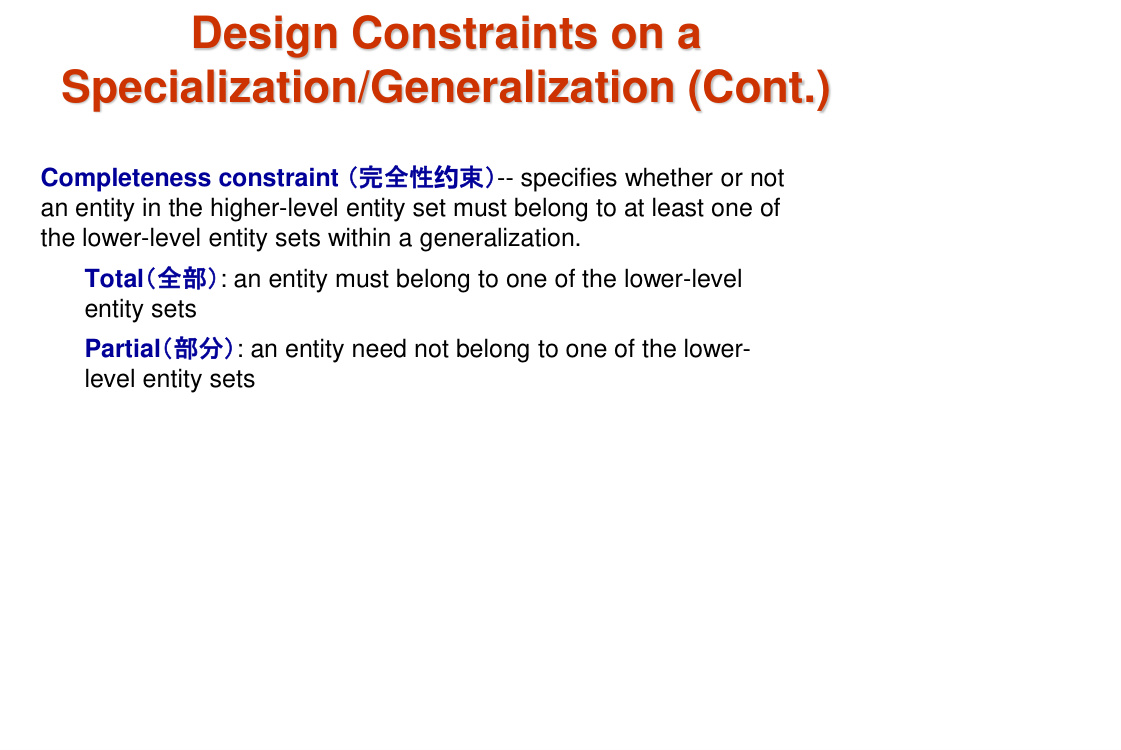 Design Constraints on a
Specialization/Generalization (Cont.)
Completeness constraint（完全性约束）-- specifies whether or not
an entity in the higher-level entity set must belong to at least one of
the lower-level entity sets within a generalization.
Total（全部）: an entity must belong to one of the lower-level
entity sets
Partial（部分）: an entity need not belong to one of the lower-
level entity sets